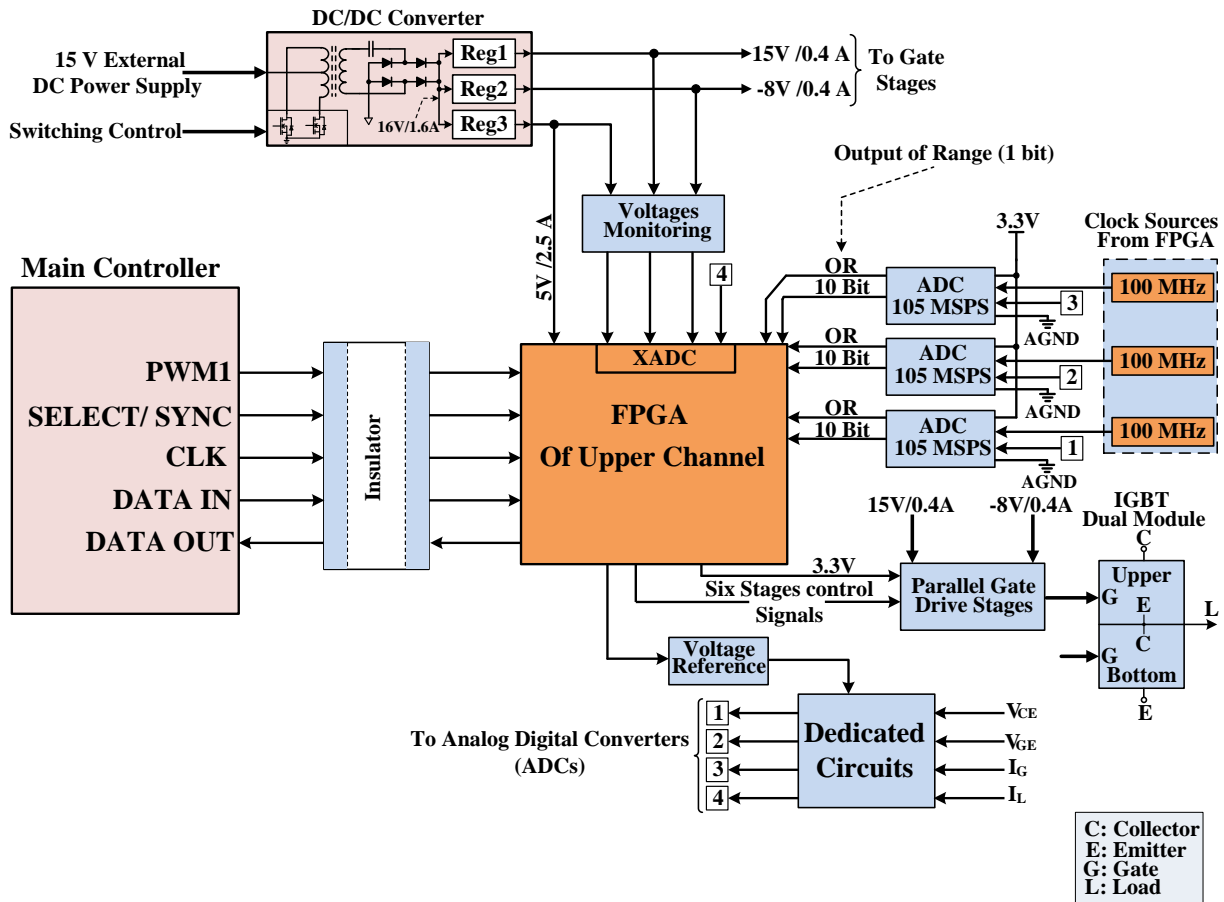 DC/DC Converter
15 V External
DC Power Supply
Switching Control
Reg1
Reg2
Reg3
16V/1.6A
15V /0.4 A
-8V /0.4 A
To Gate
Stages
5V /2.5 A
Voltages
Monitoring
4
Output of Range (1 bit)
3.3V
Clock Sources
From FPGA
Main Controller
PWM1
SELECT/ SYNC
CLK
DATA IN
DATA OUT
Insulator
XADC
FPGA
Of Upper Channel
OR
10 Bit
ADC
105 MSPS
3
AGND
100 MHz
OR
10 Bit
ADC
105 MSPS
2
AGND
100 MHz
OR
10 Bit
ADC
105 MSPS
1
AGND
100 MHz
15V/0.4A
-8V/0.4A
IGBT
Dual Module
C
3.3V
Six Stages control
Signals
Parallel Gate
Drive Stages
Upper
G
E
C
G
Bottom
E
L
Voltage
Reference
To Analog Digital Converters
(ADCs)
1
2
3
4
Dedicated
Circuits
VCE
VGE
IG
IL
C: Collector
E: Emitter
G: Gate
L: Load